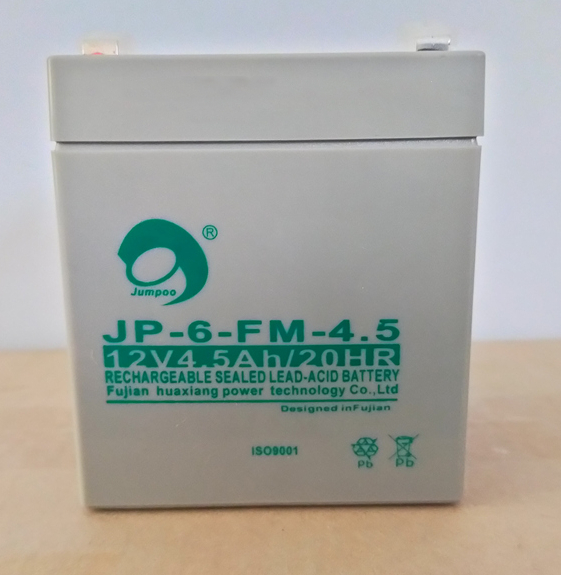 ®
Jumpoo
JP-6-FM-4.5
12V4.5Ah/20HR
RECHARGEABLE SEALED LEAD-ACID BATTERY
Fujian huaxiang power technology Co.,Ltd
Designed inFujian
ISO9001
Pb Pb